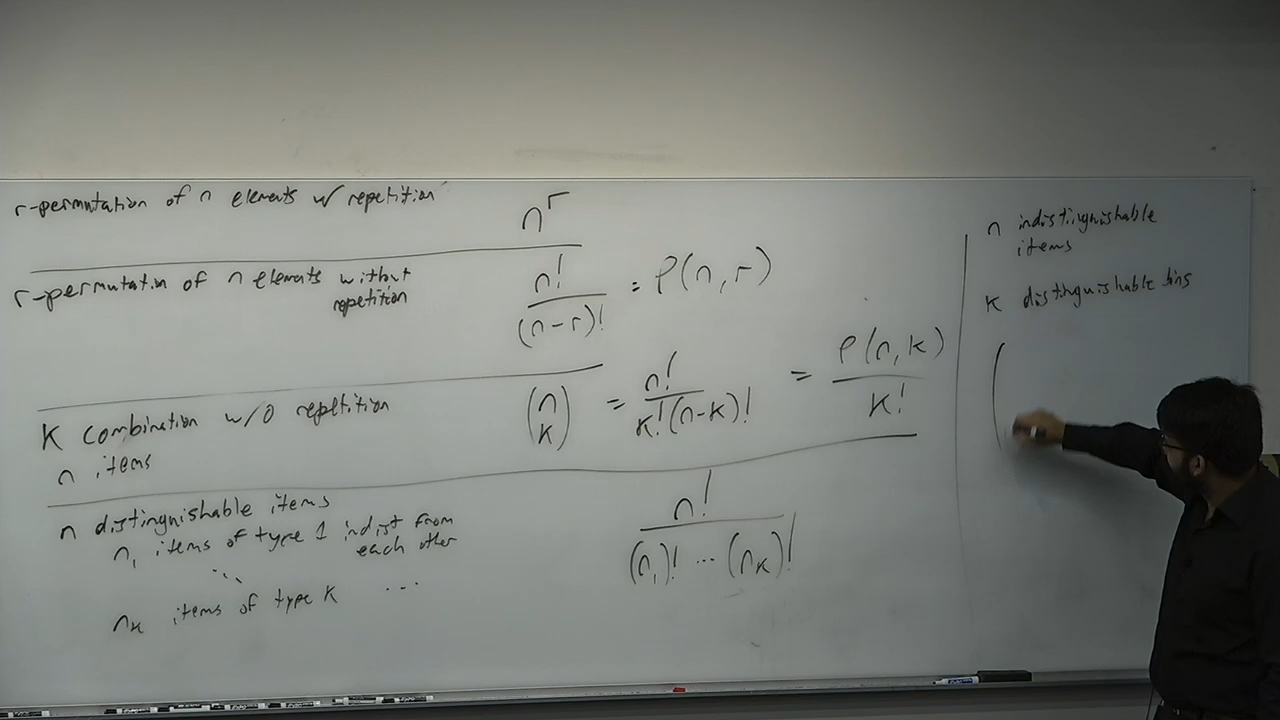 r-permutation of n elements w/ repetition
n^r
r-permutatin of n elements without
repetition
n!/(n-r)! = P(n,r)
K combination w/o repetition
n items
(n K) = n!/K!(n-K)! = P(n,K)/K!
n distinguishable items
n₁ items of type 1 indist from
each other
...
n_K items of type K ...
n!/(n₁)! ... (n_K)!
n indistinguishable
items
K distinguishable bins
(